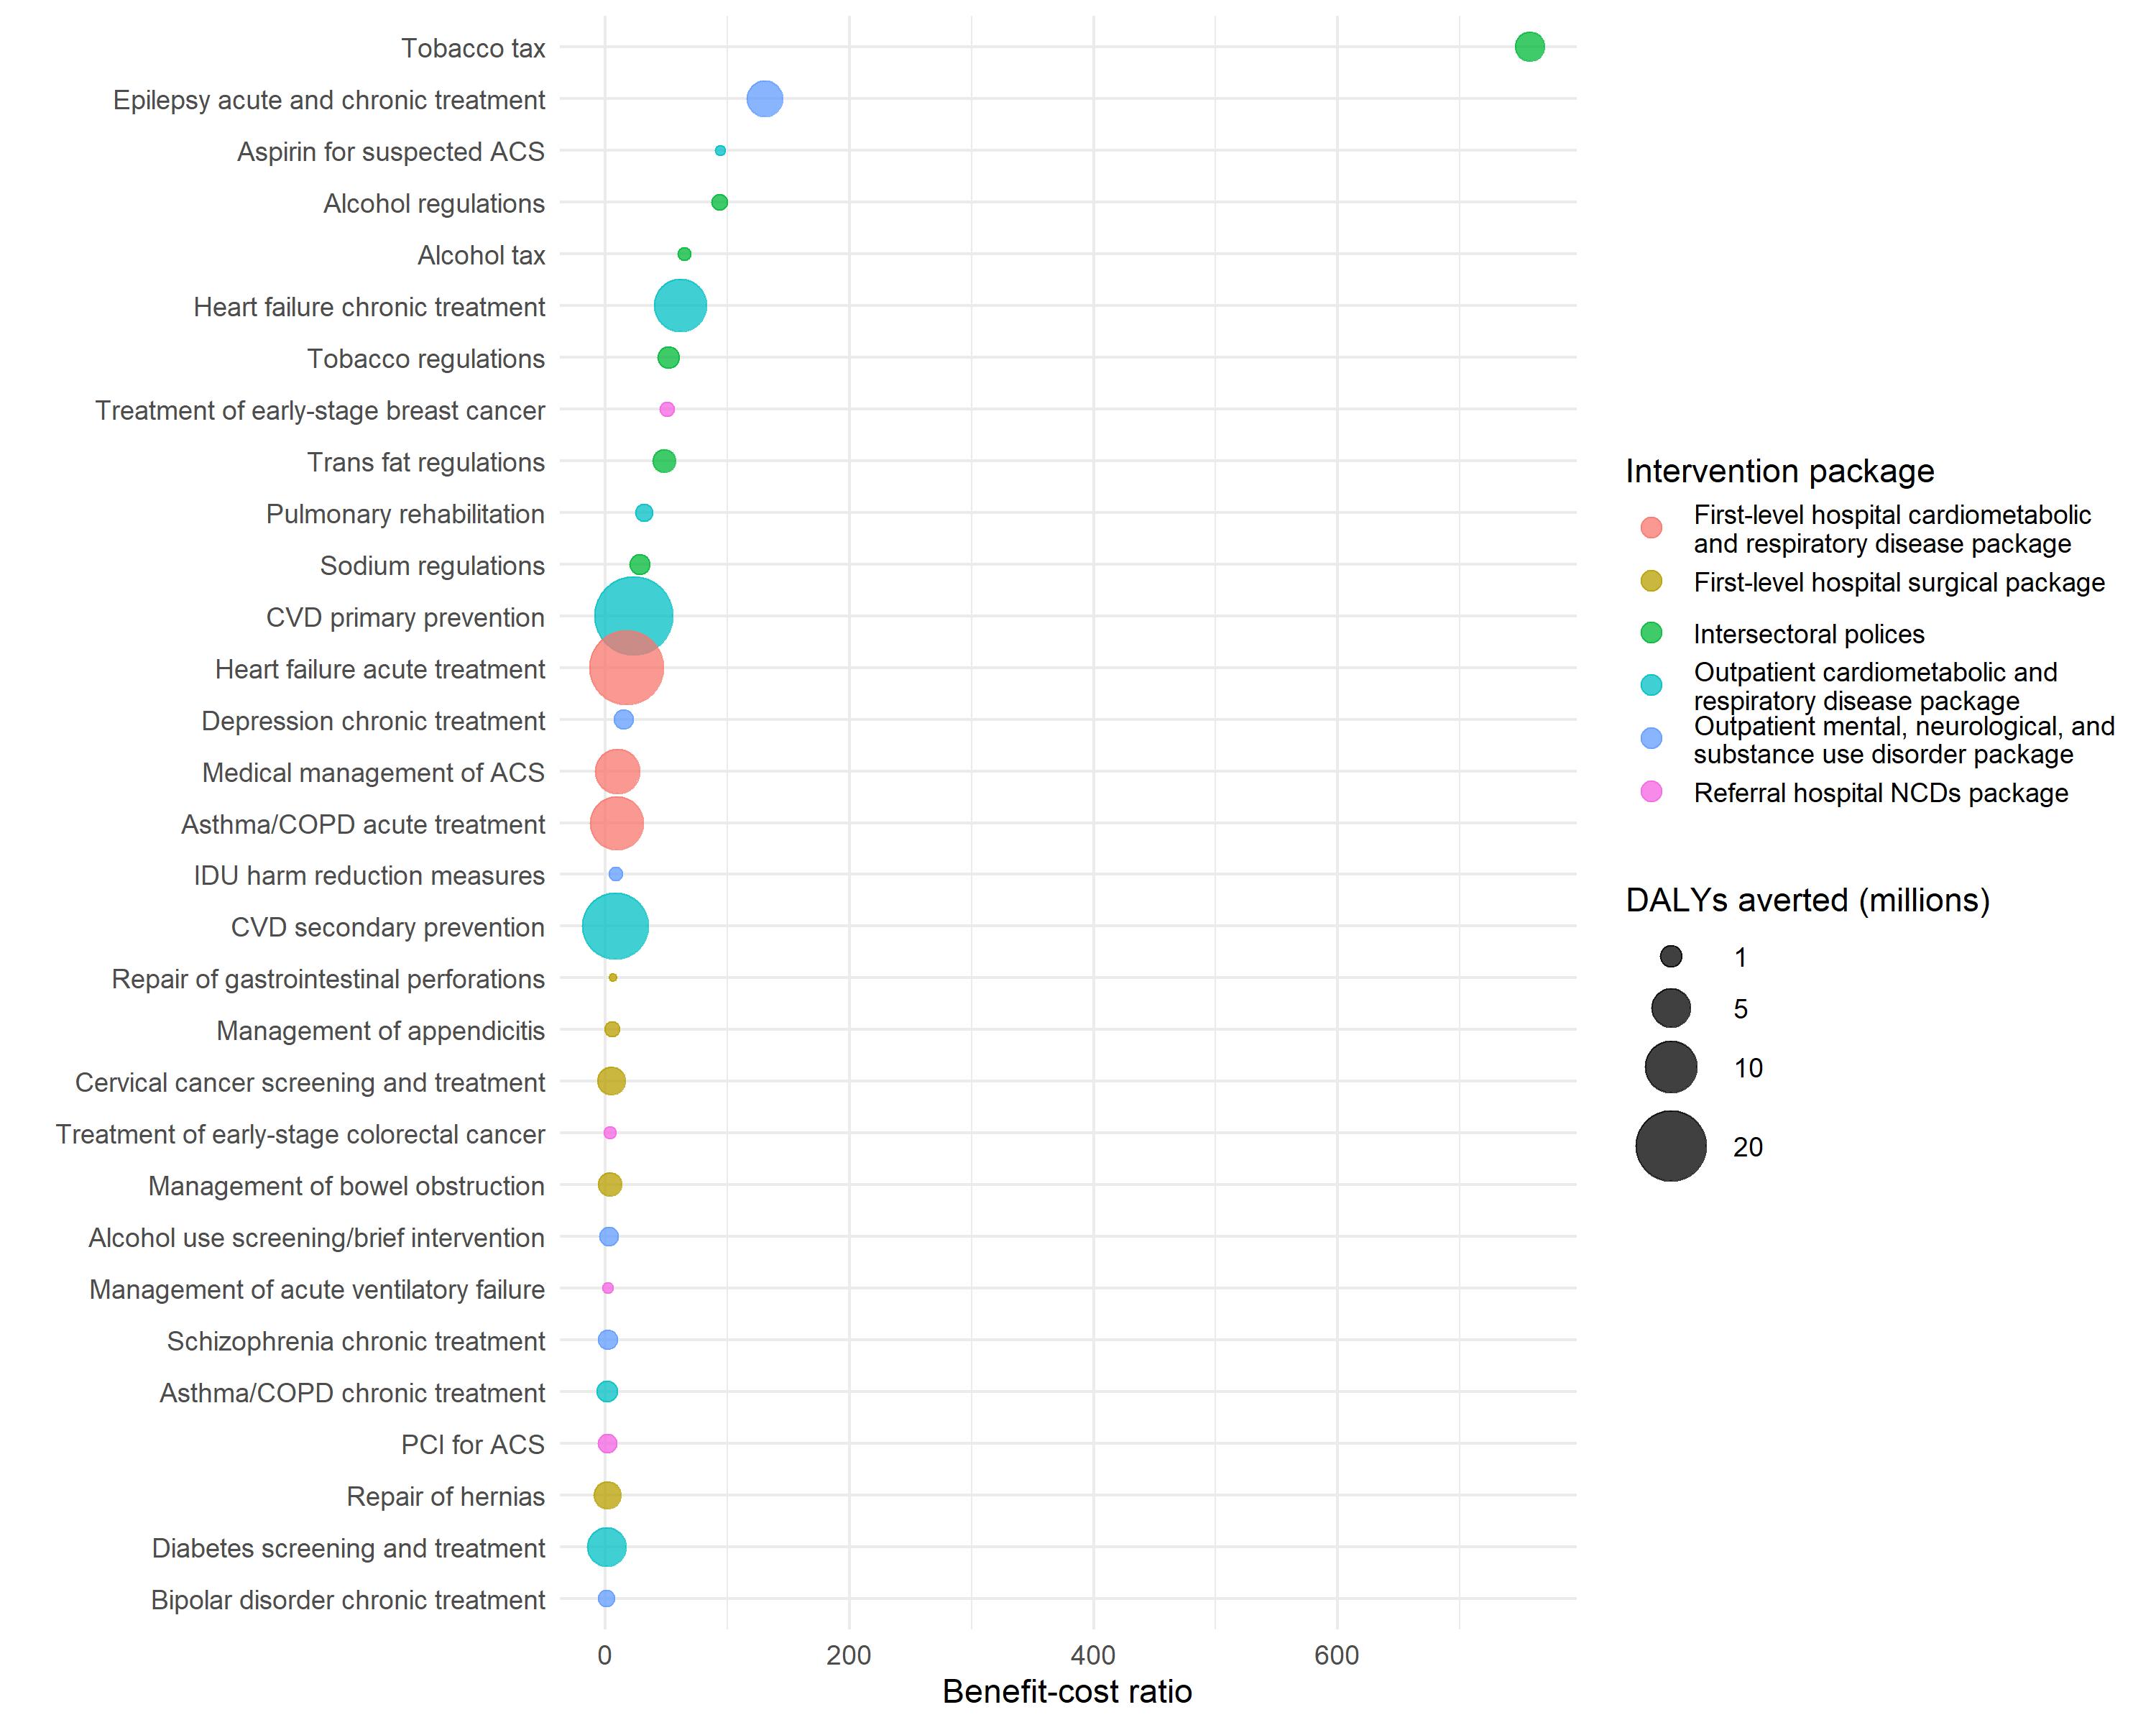 Tobacco tax
Epilepsy acute and chronic treatment
Aspirin for suspected ACS
Alcohol regulations
Alcohol tax
Heart failure chronic treatment
Tobacco regulations
Treatment of early-stage breast cancer
Trans fat regulations
Pulmonary rehabilitation
Sodium regulations
CVD primary prevention
Heart failure acute treatment
Depression chronic treatment
Medical management of ACS
Asthma/COPD acute treatment
IDU harm reduction measures
CVD secondary prevention
Repair of gastrointestinal perforations
Management of appendicitis
Cervical cancer screening and treatment
Treatment of early-stage colorectal cancer
Management of bowel obstruction
Alcohol use screening/brief intervention
Management of acute ventilatory failure
Schizophrenia chronic treatment
Asthma/COPD chronic treatment
PCI for ACS
Repair of hernias
Diabetes screening and treatment
Bipolar disorder chronic treatment
0 200 400 600
Benefit-cost ratio
Intervention package
First-level hospital cardiometabolic
and respiratory disease package
First-level hospital surgical package
Intersectoral polices
Outpatient cardiometabolic and
respiratory disease package
Outpatient mental, neurological, and
substance use disorder package
Referral hospital NCDs package
DALYs averted (millions)
1
5
10
20